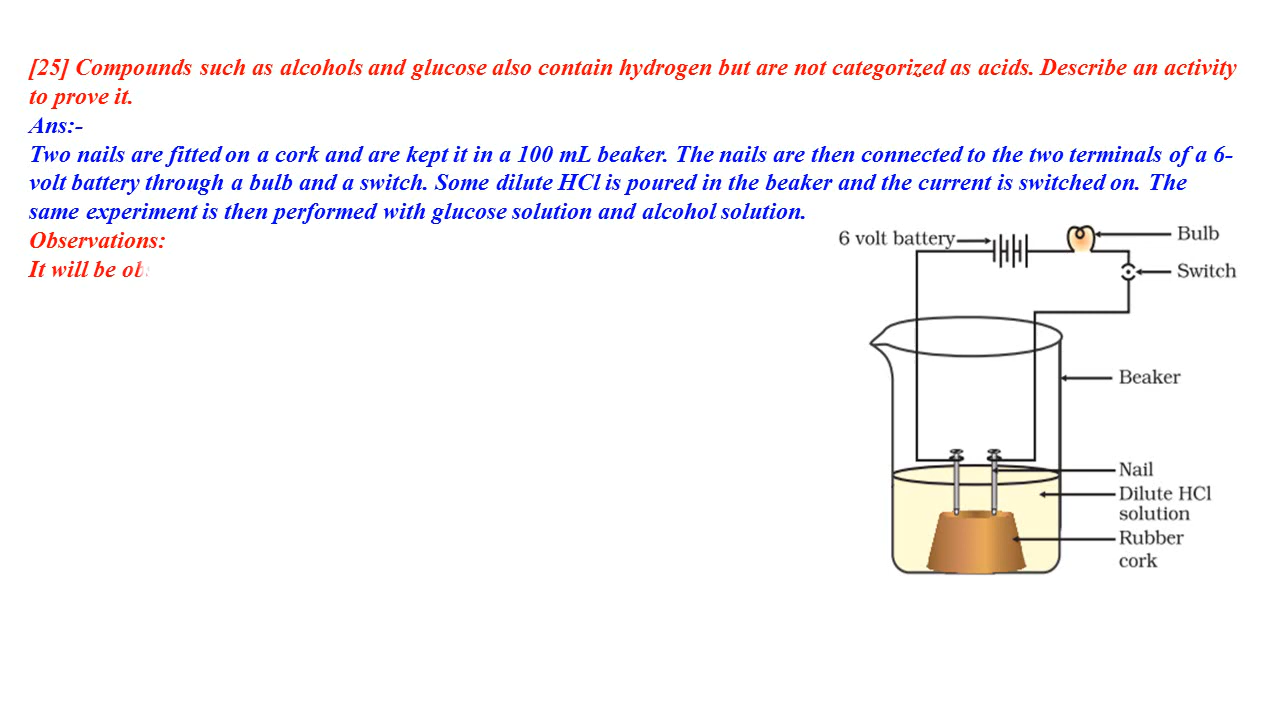 [25] Compounds such as alcohols and glucose also contain hydrogen but are not categorized as acids. Describe an activity
to prove it.
Ans:-
Two nails are fitted on a cork and are kept it in a 100 mL beaker. The nails are then connected to the two terminals of a 6-
volt battery through a bulb and a switch. Some dilute HCl is poured in the beaker and the current is switched on. The
same experiment is then performed with glucose solution and alcohol solution.
Observations:
It will be
6 volt battery
Bulb
Switch
Beaker
Nail
Dilute HCl
solution
Rubber
cork